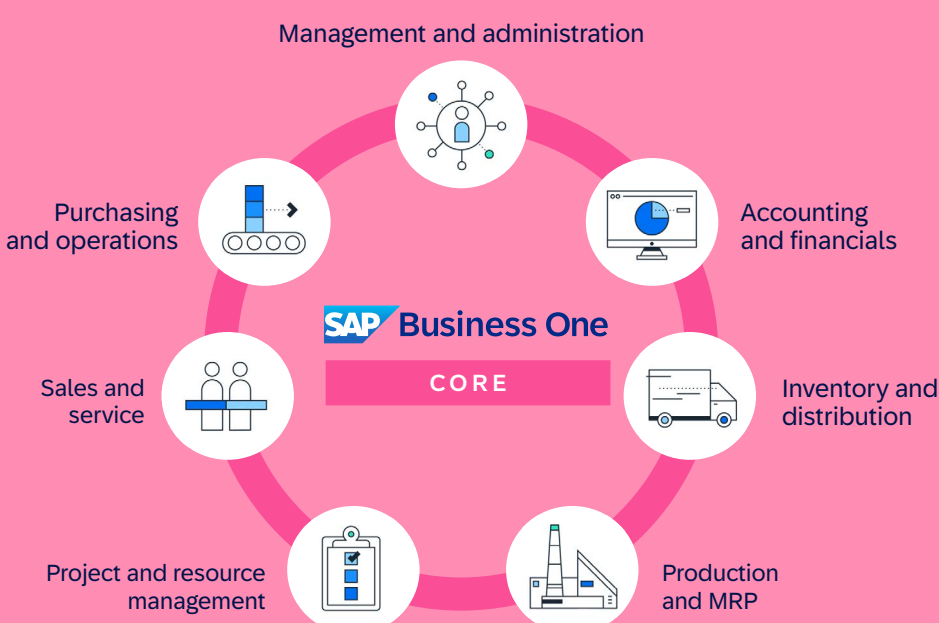 Management and administration
Purchasing
and operations
Accounting
and financials
SAP Business One
CORE
Sales and
service
Inventory and
distribution
Project and resource
management
Production
and MRP